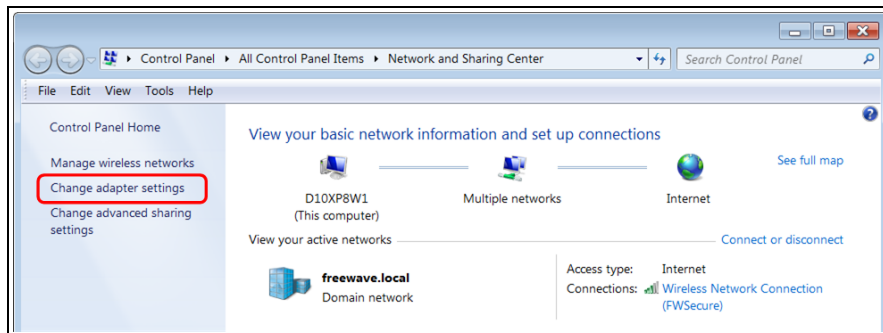 Control Panel ▸ All Control Panel Items ▸ Network and Sharing Center
Search Control Panel
File Edit View Tools Help
Control Panel Home
Manage wireless networks
Change adapter settings
Change advanced sharing
settings
View your basic network information and set up connections
See full map
D10XP8W1
(This computer)
Multiple networks
Internet
View your active networks
Connect or disconnect
freewave.local
Domain network
Access type: Internet
Connections: Wireless Network Connection
(FWSecure)